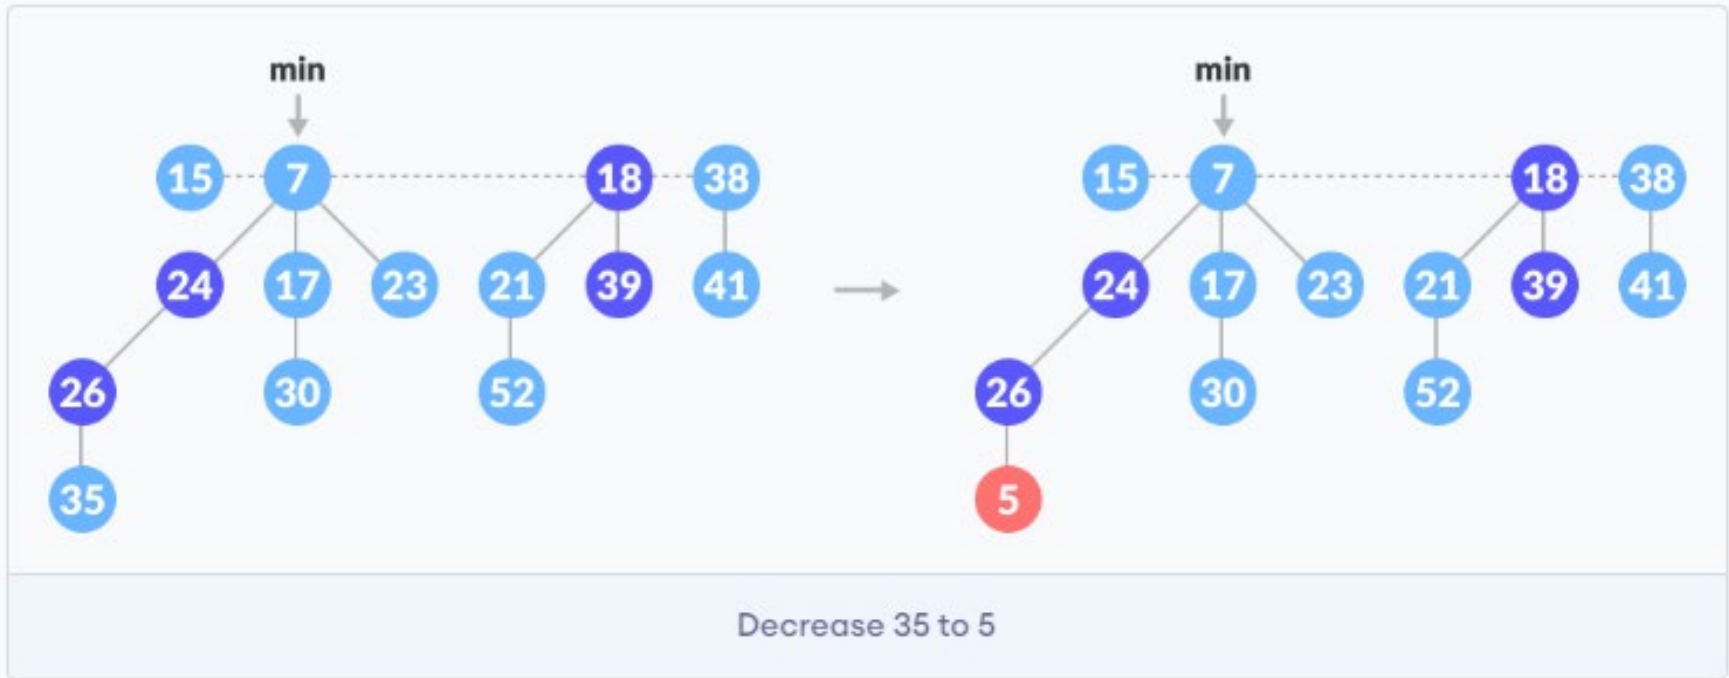 min min
15 7 18 38 15 7 18 38
24 17 23 21 39 41 24 17 23 21 39 41
26 30 52 26 30 52
35 5
Decrease 35 to 5